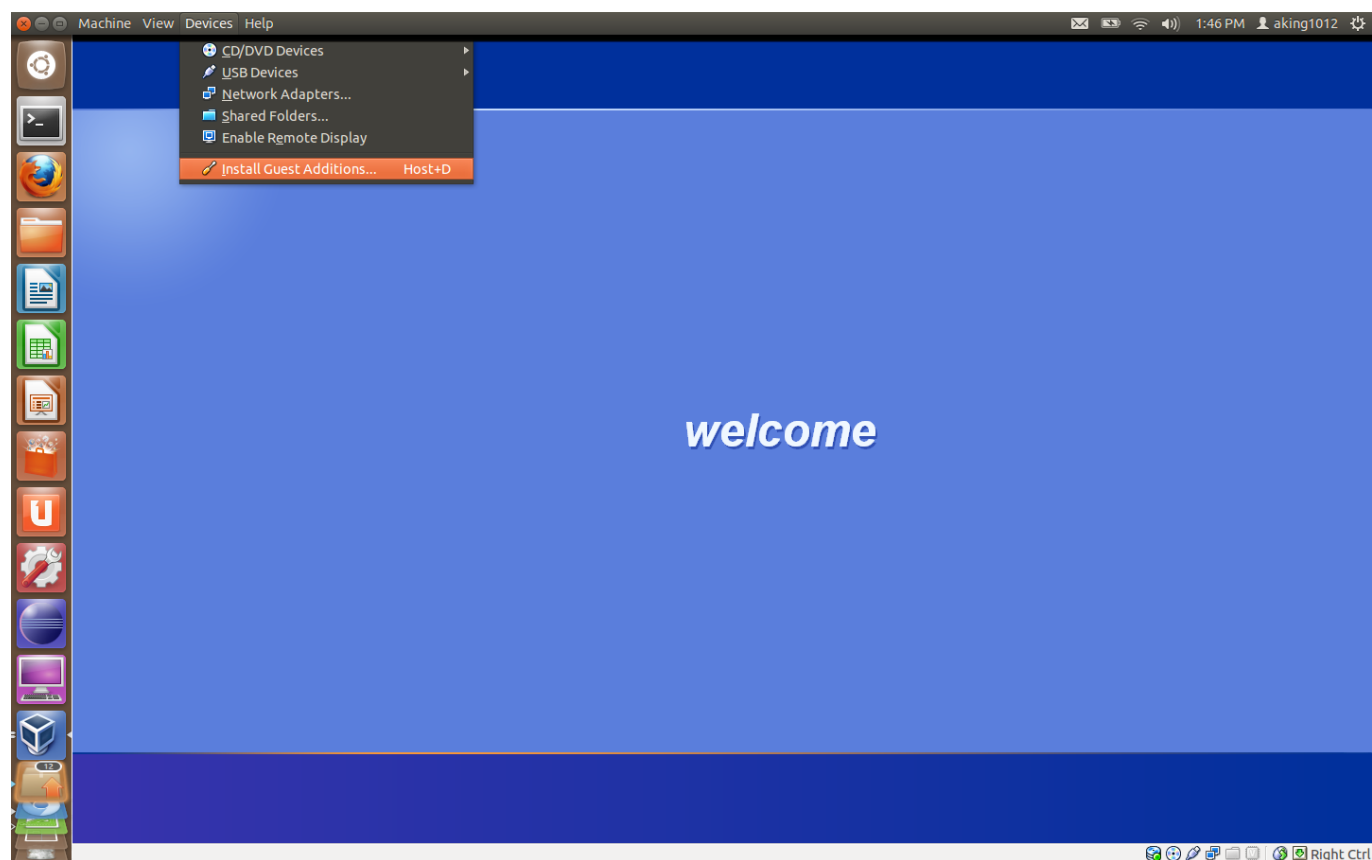 Machine View Devices Help
1:46 PM aking1012
CD/DVD Devices
USB Devices
Network Adapters...
Shared Folders...
Enable Remote Display
Install Guest Additions... Host+D
>_
welcome
U
12
Right Ctrl